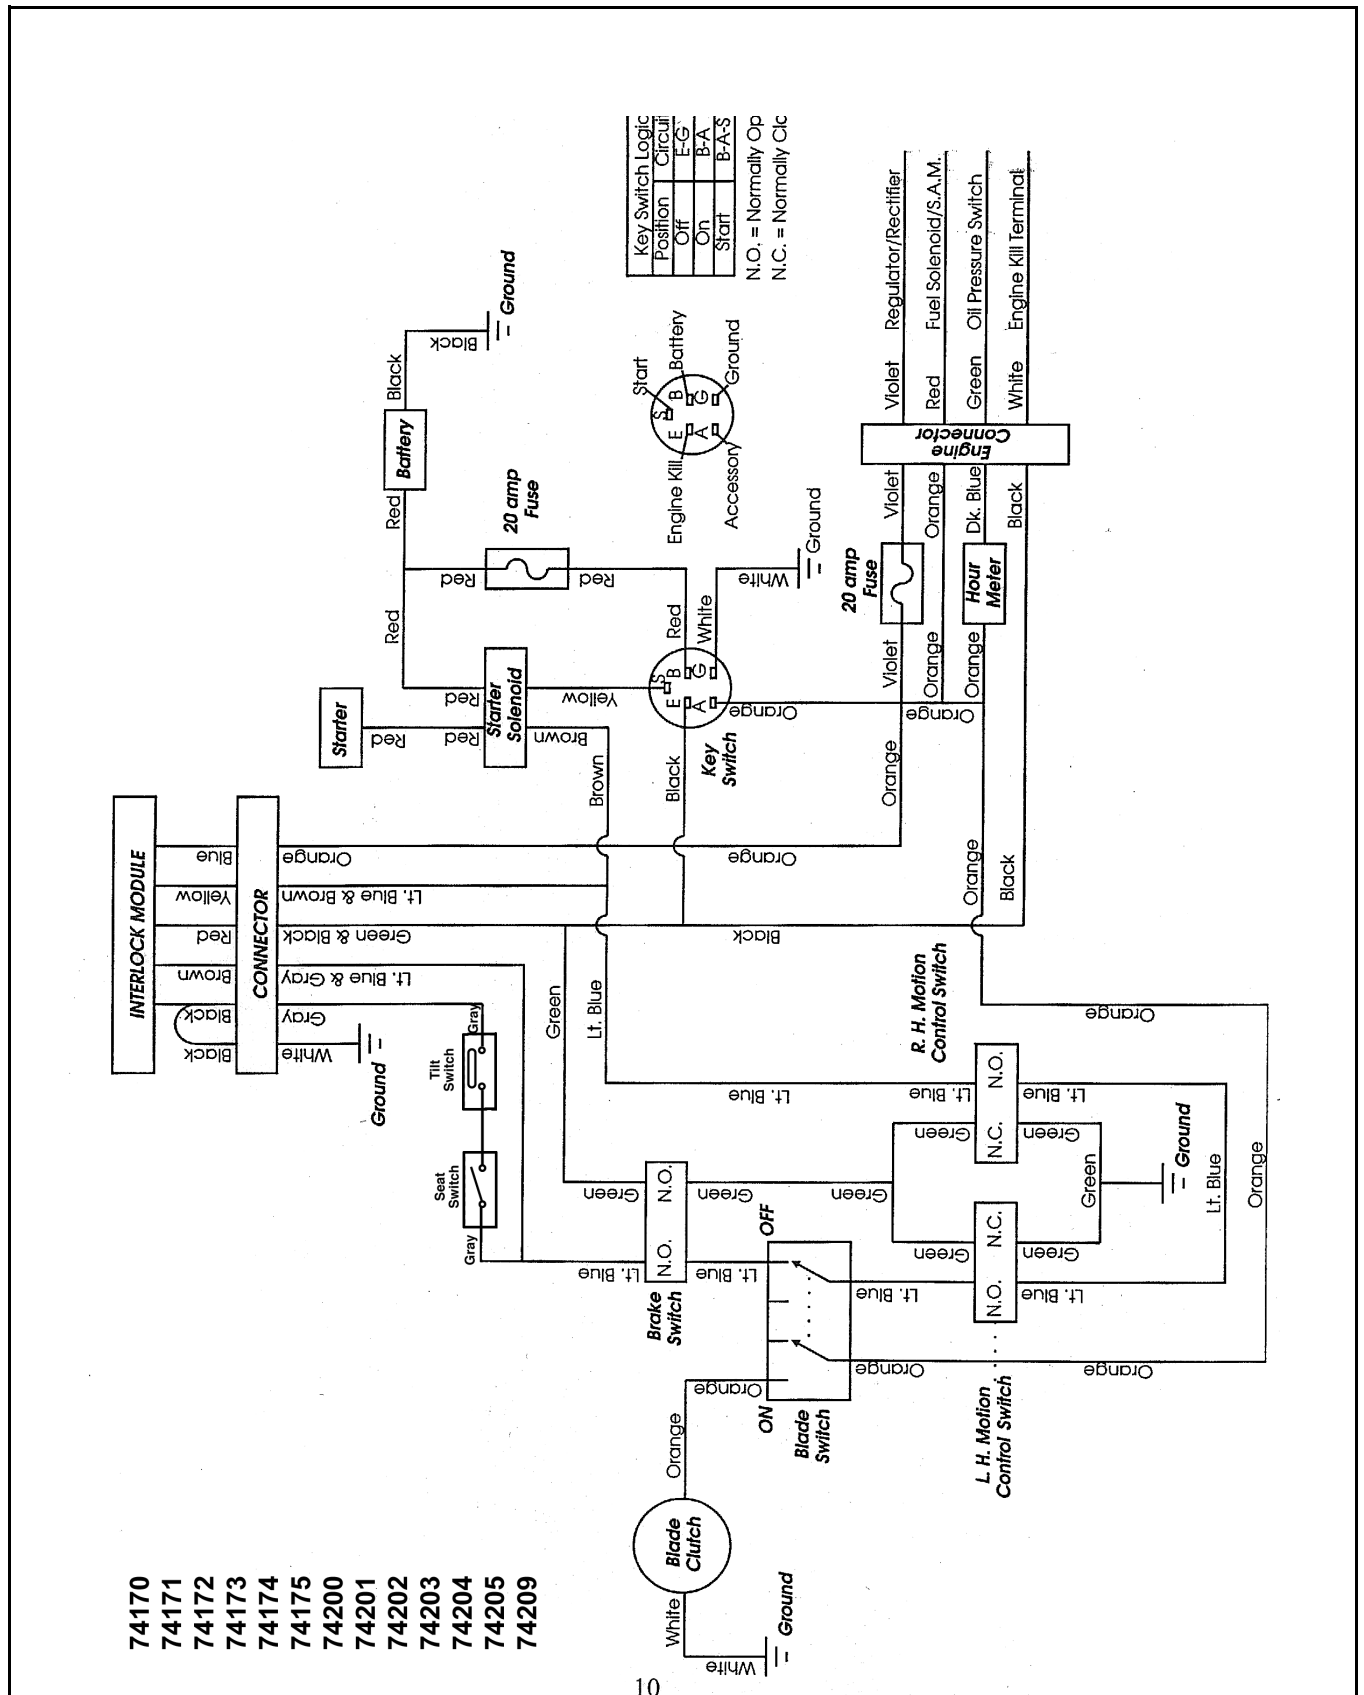 74170
74171
74172
74173
74174
74175
74200
74201
74202
74203
74204
74205
74209
INTERLOCK MODULE
Blue
Yellow
Red
Brown
Black
Black
CONNECTOR
Orange
Lt. Blue & Brown
Green & Black
Lt. Blue & Gray
Gray
White
Ground
Starter
Red
Red
Red
Starter
Solenoid
Brown
Yellow
Brown
Red
Red
Battery
Black
Black
Ground
Red
20 amp
Fuse
Red
Red
White
White
Ground
S
B
E
G
A
Key
Switch
Black
Orange
Orange
Orange
Orange
Start
Battery
Ground
Engine Kill
Accessory
S
B
E
G
A
Key Switch Logic
Position Circui
Off E-G
On B-A
Start B-A-S
N.O. = Normally Op
N.C. = Normally Clo
Gray
Tilt
Switch
Seat
Switch
Gray
Green
Lt. Blue
Black
Lt. Blue
Green
Brake
Switch
N.O.
N.O.
Lt. Blue
Green
Green
Lt. Blue
OFF
ON
Blade
Switch
Orange
Orange
Blade
Clutch
White
White
Ground
Lt. Blue
Orange
Green
Green
Lt. Blue
R. H. Motion
Control Switch
N.C.
N.O.
L. H. Motion
Control Switch
N.O.
N.C.
Lt. Blue
Green
Green
Lt. Blue
Green
Ground
Lt. Blue
Orange
Orange
Orange
Orange
Black
Violet
Orange
Orange
20 amp
Fuse
Hour
Meter
Violet
Orange
Dk. Blue
Black
Engine
Connector
Violet Regulator/Rectifier
Red Fuel Solenoid/S.A.M.
Green Oil Pressure Switch
White Engine Kill Terminal
10